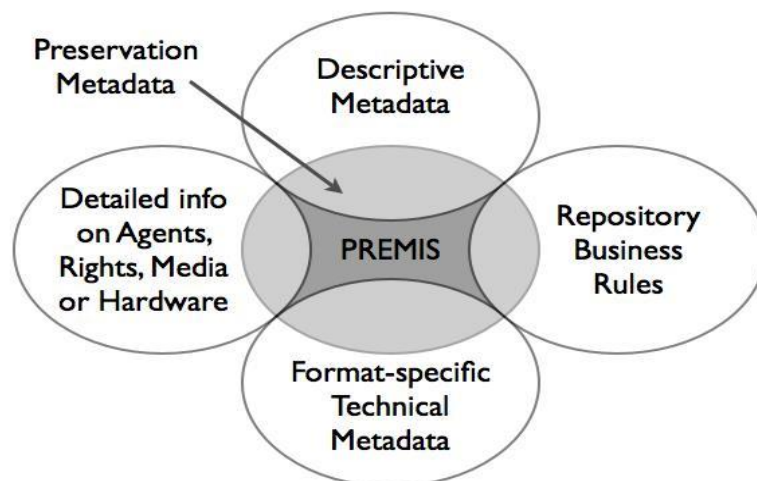 Preservation
Metadata
Descriptive
Metadata
Detailed info
on Agents,
Rights, Media
or Hardware
PREMIS
Repository
Business
Rules
Format-specific
Technical
Metadata